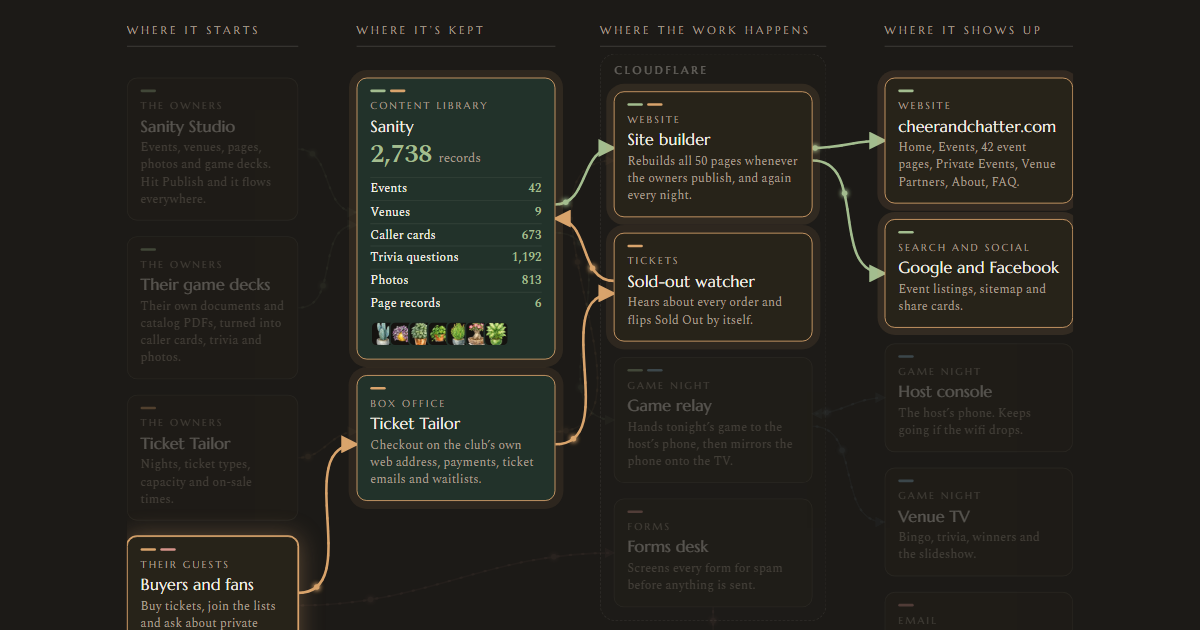 WHERE IT STARTS
THE OWNERS
Sanity Studio
Events, venues, pages,
photos and game decks.
Hit Publish and it flows
everywhere.
THE OWNERS
Their game decks
Their own documents and
catalog PDFs, turned into
caller cards, trivia and
photos.
THE OWNERS
Ticket Tailor
Nights, ticket types,
capacity and on-sale
times.
THEIR GUESTS
Buyers and fans
Buy tickets, join the lists
and ask about private
WHERE IT'S KEPT
CONTENT LIBRARY
Sanity
2,738 records
Events 42
Venues 9
Caller cards 673
Trivia questions 1,192
Photos 813
Page records 6
BOX OFFICE
Ticket Tailor
Checkout on the club's own
web address, payments, ticket
emails and waitlists.
WHERE THE WORK HAPPENS
CLOUDFLARE
WEBSITE
Site builder
Rebuilds all 50 pages whenever
the owners publish, and again
every night.
TICKETS
Sold-out watcher
Hears about every order and
flips Sold Out by itself.
GAME NIGHT
Game relay
Hands tonight's game to the
host's phone, then mirrors the
phone onto the TV.
FORMS
Forms desk
Screens every form for spam
before anything is sent.
WHERE IT SHOWS UP
WEBSITE
cheerandchatter.com
Home, Events, 42 event
pages, Private Events, Venue
Partners, About, FAQ.
SEARCH AND SOCIAL
Google and Facebook
Event listings, sitemap and
share cards.
GAME NIGHT
Host console
The host's phone. Keeps
going if the wifi drops.
GAME NIGHT
Venue TV
Bingo, trivia, winners and
the slideshow.
EMAIL